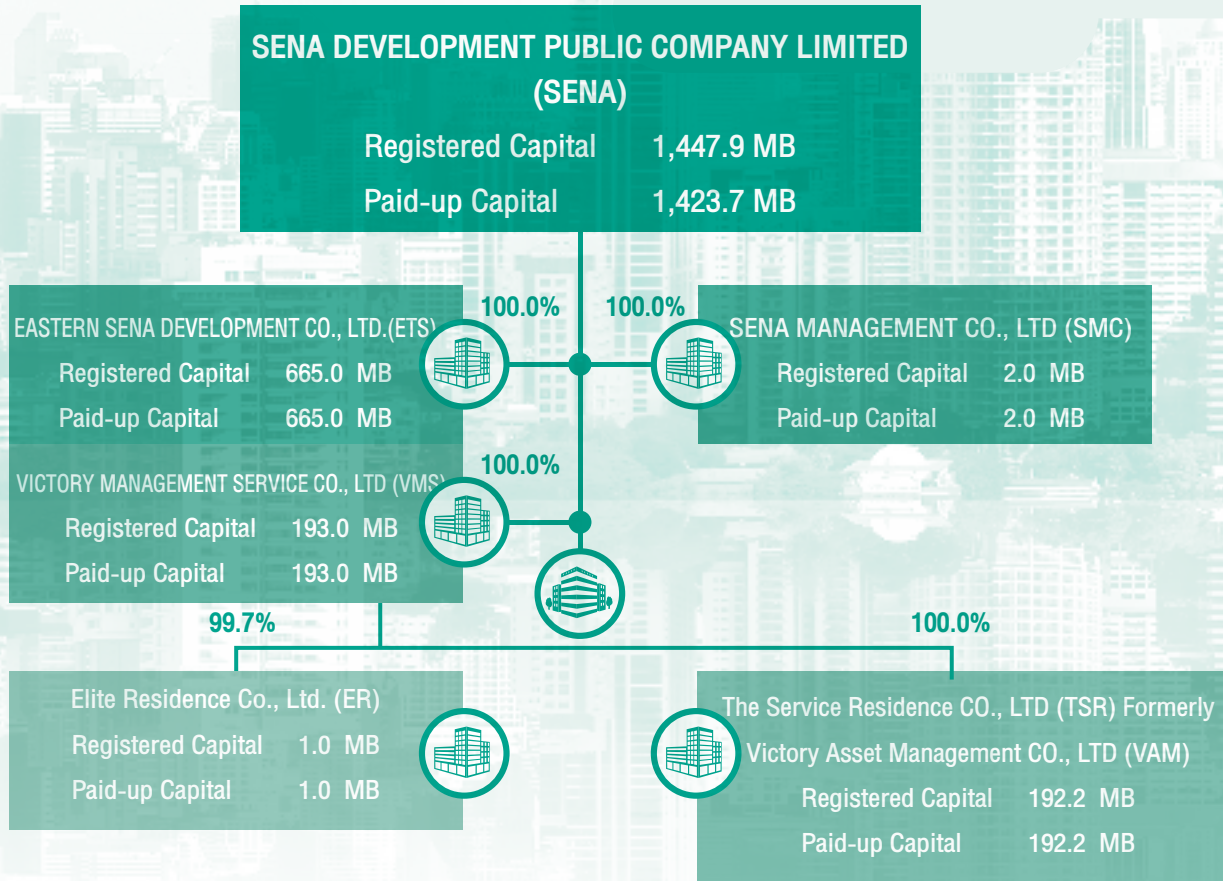 SENA DEVELOPMENT PUBLIC COMPANY LIMITED
(SENA)
Registered Capital 1,447.9 MB
Paid-up Capital 1,423.7 MB
100.0%
100.0%
EASTERN SENA DEVELOPMENT CO., LTD.(ETS)
Registered Capital 665.0 MB
Paid-up Capital 665.0 MB
SENA MANAGEMENT CO., LTD (SMC)
Registered Capital 2.0 MB
Paid-up Capital 2.0 MB
100.0%
VICTORY MANAGEMENT SERVICE CO., LTD (VMS)
Registered Capital 193.0 MB
Paid-up Capital 193.0 MB
99.7%
100.0%
Elite Residence Co., Ltd. (ER)
Registered Capital 1.0 MB
Paid-up Capital 1.0 MB
The Service Residence CO., LTD (TSR) Formerly
Victory Asset Management CO., LTD (VAM)
Registered Capital 192.2 MB
Paid-up Capital 192.2 MB